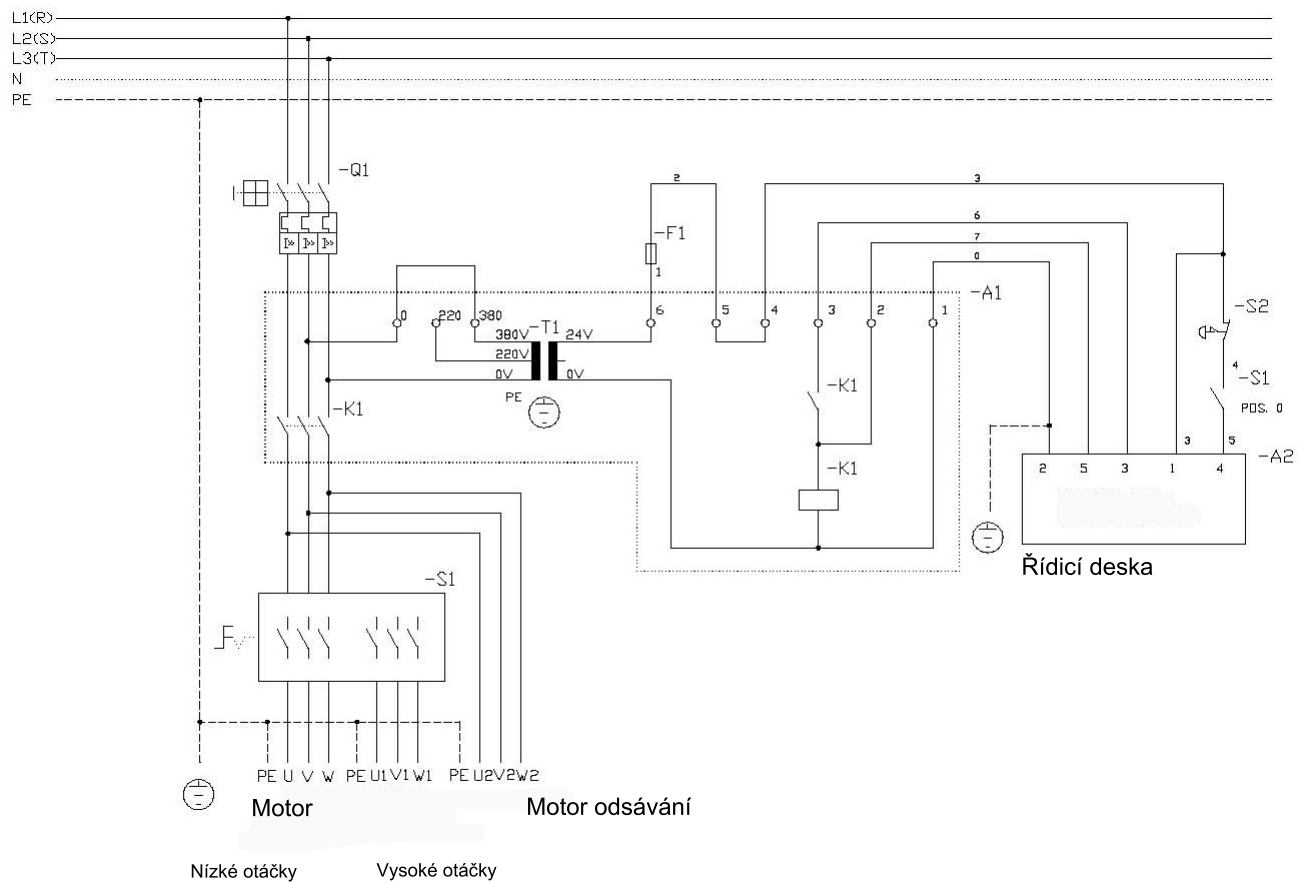 L1(R)
L2(S)
L3(T)
N
PE
-Q1
2
3
-F1
6
7
0
1
-A1
0
220
380
6
5
4
3
2
1
-S2
-T1
380V
24V
220V
0V
0V
PE
4
-S1
-K1
-K1
POS. 0
3
5
-K1
2
5
3
1
4
-A2
Řídicí deska
-S1
PE U V W
PE U1 V1 W1
PE U2 V2 W2
Motor
Motor odsávání
Nízké otáčky
Vysoké otáčky